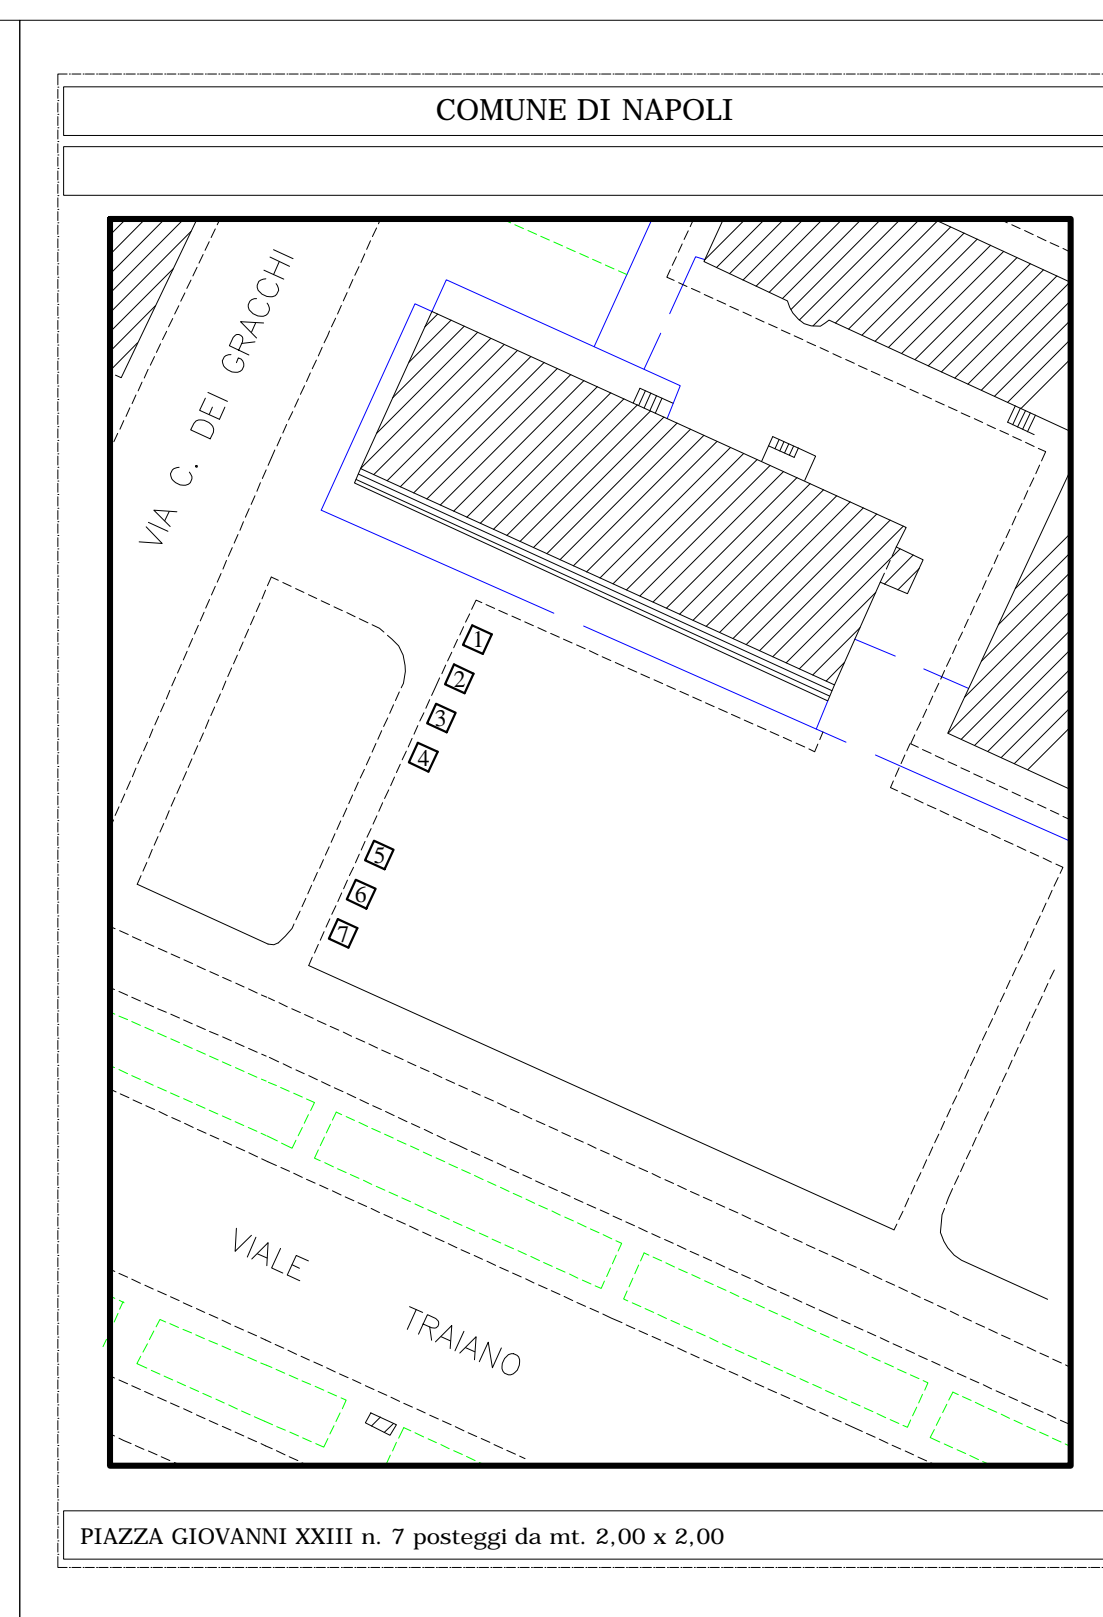 COMUNE DI NAPOLI
VIA C. DEI GRACCHI
1
2
3
4
5
6
7
VIALE TRAIANO
PIAZZA GIOVANNI XXIII n. 7 posteggi da mt. 2,00 x 2,00